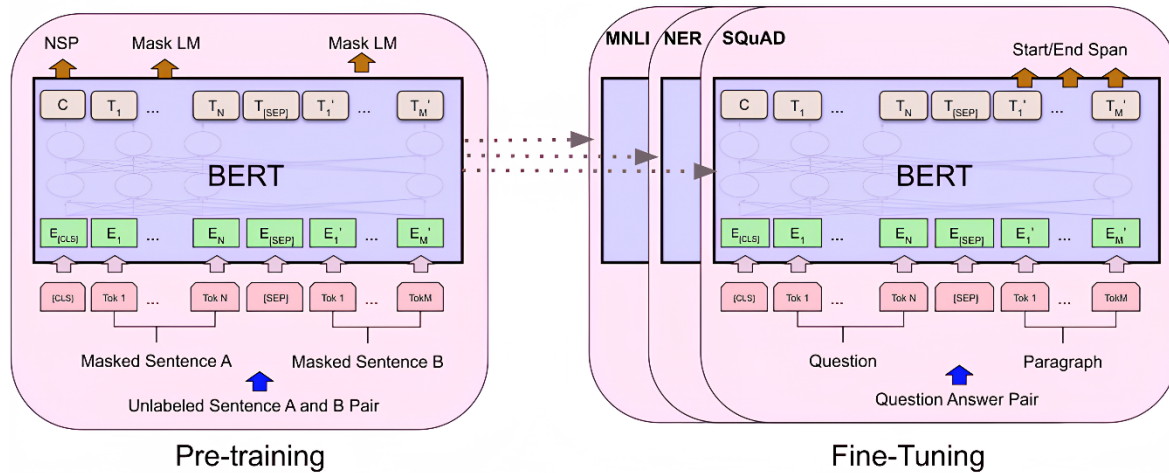 NSP Mask LM Mask LM
C T1 ... TN T[SEP] T1' ... TM'
BERT
E[CLS] E1 ... EN E[SEP] E1' ... EM'
[CLS] Tok 1 ... Tok N [SEP] Tok 1 ... TokM
Masked Sentence A Masked Sentence B
Unlabeled Sentence A and B Pair
Pre-training
MNLI NER SQuAD
Start/End Span
C T1 ... TN T[SEP] T1' ... TM'
BERT
E[CLS] E1 ... EN E[SEP] E1' ... EM'
[CLS] Tok 1 ... Tok N [SEP] Tok 1 ... TokM
Question Paragraph
Question Answer Pair
Fine-Tuning